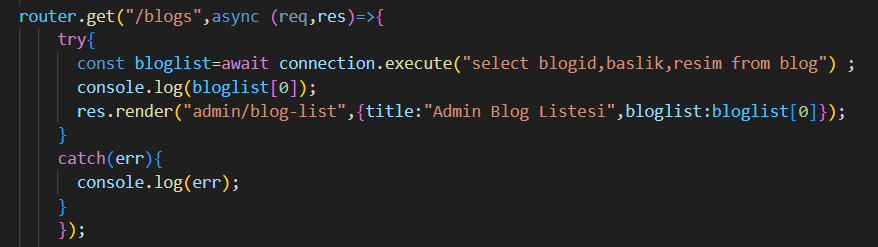 router.get("/blogs",async (req,res)=>{
try{
const bloglist=await connection.execute("select blogid,baslik,resim from blog") ;
console.log(bloglist[0]);
res.render("admin/blog-list",{title:"Admin Blog Listesi",bloglist:bloglist[0]});
}
catch(err){
console.log(err);
}
});